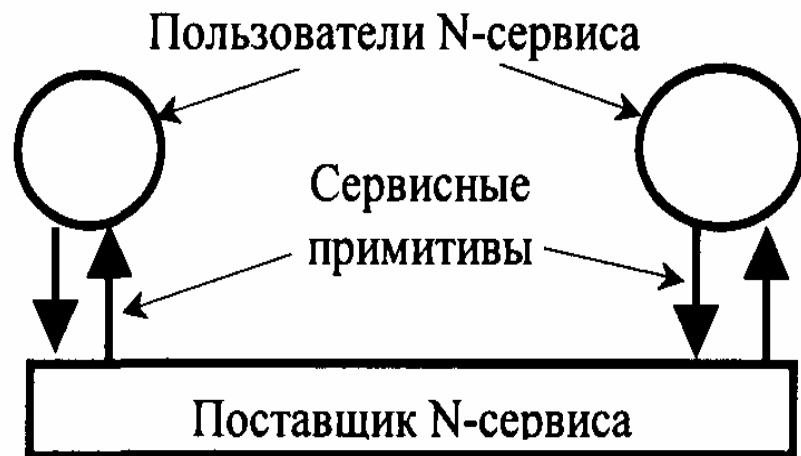 Пользователи N-сервиса
Сервисные
примитивы
Поставщик N-сервиса